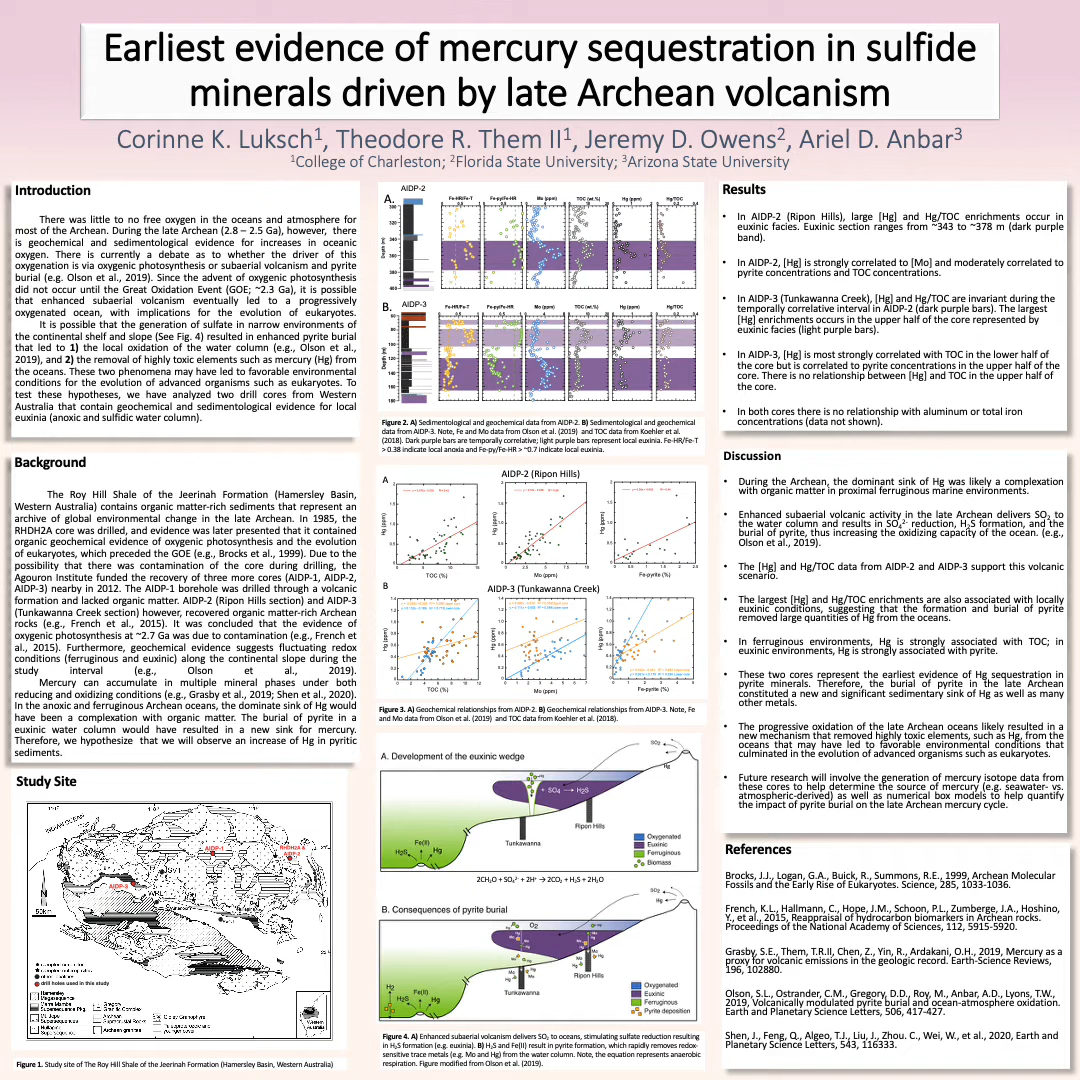 Earliest evidence of mercury sequestration in sulfide
minerals driven by late Archean volcanism
Corinne K. Luksch1, Theodore R. Them II1, Jeremy D. Owens2, Ariel D. Anbar3
1College of Charleston; 2Florida State University; 3Arizona State University
Introduction
There was little to no free oxygen in the oceans and atmosphere for
most of the Archean. During the late Archean (2.8 – 2.5 Ga), however, there
is geochemical and sedimentological evidence for increases in oceanic
oxygen. There is currently a debate as to whether the driver of this
oxygenation is via oxygenic photosynthesis or subaerial volcanism and pyrite
burial (e.g. Olson et al., 2019). Since the advent of oxygenic photosynthesis
did not occur until the Great Oxidation Event (GOE; ~2.3 Ga), it is possible
that enhanced subaerial volcanism eventually led to a progressively
oxygenated ocean, with implications for the evolution of eukaryotes.
It is possible that the generation of sulfate in narrow environments of
the continental shelf and slope (See Fig. 4) resulted in enhanced pyrite burial
that led to 1) the local oxidation of the water column (e.g., Olson et al.,
2019), and 2) the removal of highly toxic elements such as mercury (Hg) from
the oceans. These two phenomena may have led to favorable environmental
conditions for the evolution of advanced organisms such as eukaryotes. To
test these hypotheses, we have analyzed two drill cores from Western
Australia that contain geochemical and sedimentological evidence for local
euxinia (anoxic and sulfidic water column).
Background
The Roy Hill Shale of the Jeerinah Formation (Hamersley Basin,
Western Australia) contains organic matter-rich sediments that represent an
archive of global environmental change in the late Archean. In 1985, the
RHDH2A core was drilled, and evidence was later presented that it contained
organic geochemical evidence of oxygenic photosynthesis and the evolution
of eukaryotes, which preceded the GOE (e.g., Brocks et al., 1999). Due to the
possibility that there was contamination of the core during drilling, the
Agouron Institute funded the recovery of three more cores (AIDP-1, AIDP-2,
AIDP-3) nearby in 2012. The AIDP-1 borehole was drilled through a volcanic
formation and lacked organic matter. AIDP-2 (Ripon Hills section) and AIDP-3
(Tunkawanna Creek section) however, recovered organic matter-rich Archean
rocks (e.g., French et al., 2015). It was concluded that the evidence of
oxygenic photosynthesis at ~2.7 Ga was due to contamination (e.g., French et
al., 2015). Furthermore, geochemical evidence suggests fluctuating redox
conditions (ferruginous and euxinic) along the continental slope during the
study interval (e.g., Olson et al., 2019).
Mercury can accumulate in multiple mineral phases under both
reducing and oxidizing conditions (e.g., Grasby et al., 2019; Shen et al., 2020).
In the anoxic and ferruginous Archean oceans, the dominate sink of Hg would
have been a complexation with organic matter. The burial of pyrite in a
euxinic water column would have resulted in a new sink for mercury.
Therefore, we hypothesize that we will observe an increase of Hg in pyritic
sediments.
Study Site
INDIAN OCEAN
AIDP-1
RHDH2A &
AIDP-2
SV1
AIDP-3
WRL
N
50km
drill holes used in this study
Hamersley
Megasequence
Archean granites
Western
Australia
Figure 1. Study site of The Roy Hill Shale of the Jeerinah Formation (Hamersley Basin, Western Australia)
AIDP-2
A.
Fe-HR/Fe-T
Fe-py/Fe-HR
Mo (ppm)
TOC (wt.%)
Hg (ppm)
Hg/TOC
Depth (m)
B.
AIDP-3
Fe-HR/Fe-T
Fe-py/Fe-HR
Mo (ppm)
TOC (wt.%)
Hg (ppm)
Hg/TOC
Depth (m)
Figure 2. A) Sedimentological and geochemical data from AIDP-2. B) Sedimentological and geochemical
data from AIDP-3. Note, Fe and Mo data from Olson et al. (2019) and TOC data from Koehler et al.
(2018). Dark purple bars are temporally correlative; light purple bars represent local euxinia. Fe-HR/Fe-T
> 0.38 indicate local anoxia and Fe-py/Fe-HR > ~0.7 indicate local euxinia.
AIDP-2 (Ripon Hills)
A
Hg (ppm)
TOC (%)
Hg (ppm)
Mo (ppm)
Hg (ppm)
Fe-pyrite (%)
AIDP-3 (Tunkawanna Creek)
B
Hg (ppm)
TOC (%)
Hg (ppm)
Mo (ppm)
Hg (ppm)
Fe-pyrite (%)
Figure 3. A) Geochemical relationships from AIDP-2. B) Geochemical relationships from AIDP-3. Note, Fe
and Mo data from Olson et al. (2019) and TOC data from Koehler et al. (2018).
A. Development of the euxinic wedge
SO2
Hg
Hg
+ SO4 → H2S
Ripon Hills
Tunkawanna
Fe(II)
H2S
Hg
Oxygenated
Euxinic
Ferruginous
Biomass
2CH2O + SO4²⁻ + 2H⁺ → 2CO2 + H2S + 2H2O
B. Consequences of pyrite burial
SO2
Hg
O2
Ripon Hills
Tunkawanna
H2
Fe(II)
H2S
Hg
Oxygenated
Euxinic
Ferruginous
Pyrite deposition
Figure 4. A) Enhanced subaerial volcanism delivers SO2 to oceans, stimulating sulfate reduction resulting
in H2S formation (e.g. euxinia). B) H2S and Fe(II) result in pyrite formation, which rapidly removes redox-
sensitive trace metals (e.g. Mo and Hg) from the water column. Note, the equation represents anaerobic
respiration. Figure modified from Olson et al. (2019).
Results
• In AIDP-2 (Ripon Hills), large [Hg] and Hg/TOC enrichments occur in
euxinic facies. Euxinic section ranges from ~343 to ~378 m (dark purple
band).
• In AIDP-2, [Hg] is strongly correlated to [Mo] and moderately correlated to
pyrite concentrations and TOC concentrations.
• In AIDP-3 (Tunkawanna Creek), [Hg] and Hg/TOC are invariant during the
temporally correlative interval in AIDP-2 (dark purple bars). The largest
[Hg] enrichments occurs in the upper half of the core represented by
euxinic facies (light purple bars).
• In AIDP-3, [Hg] is most strongly correlated with TOC in the lower half of
the core but is correlated to pyrite concentrations in the upper half of the
core. There is no relationship between [Hg] and TOC in the upper half of
the core.
• In both cores there is no relationship with aluminum or total iron
concentrations (data not shown).
Discussion
• During the Archean, the dominant sink of Hg was likely a complexation
with organic matter in proximal ferruginous marine environments.
• Enhanced subaerial volcanic activity in the late Archean delivers SO2 to
the water column and results in SO4²⁻ reduction, H2S formation, and the
burial of pyrite, thus increasing the oxidizing capacity of the ocean. (e.g.,
Olson et al., 2019).
• The [Hg] and Hg/TOC data from AIDP-2 and AIDP-3 support this volcanic
scenario.
• The largest [Hg] and Hg/TOC enrichments are also associated with locally
euxinic conditions, suggesting that the formation and burial of pyrite
removed large quantities of Hg from the oceans.
• In ferruginous environments, Hg is strongly associated with TOC; in
euxinic environments, Hg is strongly associated with pyrite.
• These two cores represent the earliest evidence of Hg sequestration in
pyrite minerals. Therefore, the burial of pyrite in the late Archean
constituted a new and significant sedimentary sink of Hg as well as many
other metals.
• The progressive oxidation of the late Archean oceans likely resulted in a
new mechanism that removed highly toxic elements, such as Hg, from
the oceans that may have led to favorable environmental conditions that
culminated in the evolution of advanced organisms such as eukaryotes.
• Future research will involve the generation of mercury isotope data from
these cores to help determine the source of mercury (e.g. seawater- vs.
atmospheric-derived) as well as numerical box models to help quantify
the impact of pyrite burial on the late Archean mercury cycle.
References
Brocks, J.J., Logan, G.A., Buick, R., Summons, R.E., 1999, Archean Molecular
Fossils and the Early Rise of Eukaryotes. Science, 285, 1033-1036.
French, K.L., Hallmann, C., Hope, J.M., Schoon, P.L., Zumberge, J.A., Hoshino,
Y., et al., 2015, Reappraisal of hydrocarbon biomarkers in Archean rocks.
Proceedings of the National Academy of Sciences, 112, 5915-5920.
Grasby, S.E., Them, T.R.II, Chen, Z., Yin, R., Ardakani, O.H., 2019, Mercury as a
proxy for volcanic emissions in the geologic record. Earth-Science Reviews,
196, 102880.
Olson, S.L., Ostrander, C.M., Gregory, D.D., Roy, M., Anbar, A.D., Lyons, T.W.,
2019, Volcanically modulated pyrite burial and ocean-atmosphere oxidation.
Earth and Planetary Science Letters, 506, 417-427.
Shen, J., Feng, Q., Algeo, T.J., Liu, J., Zhou. C., Wei, W., et al., 2020, Earth and
Planetary Science Letters, 543, 116333.